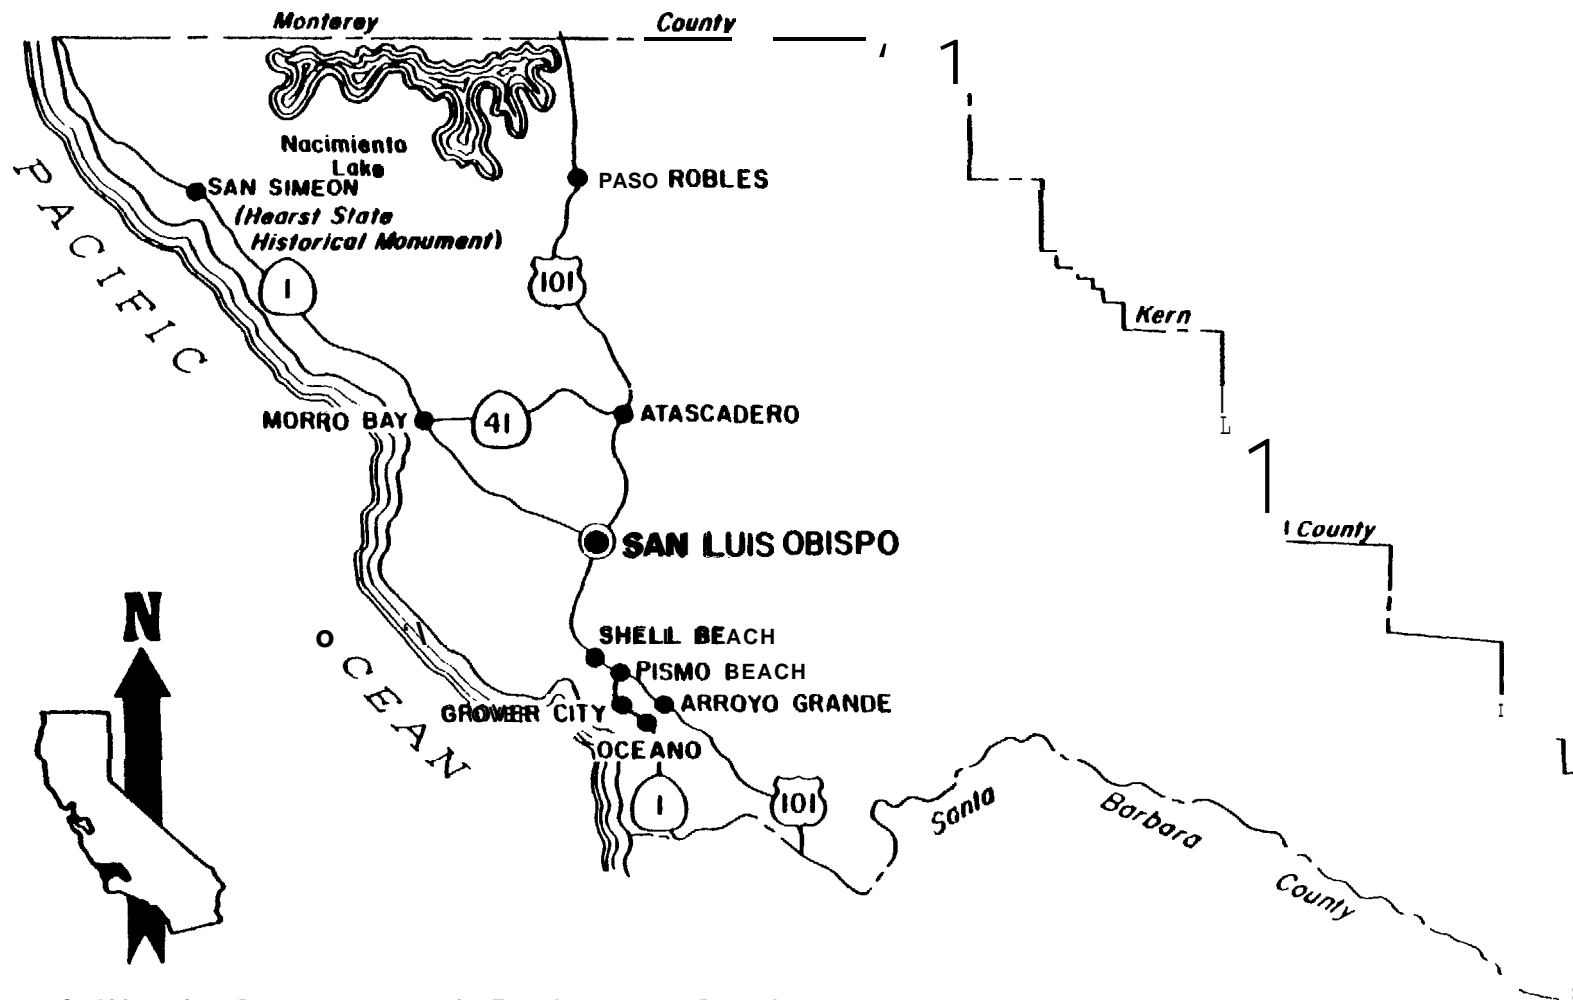 Monterey County
Nacimiento
Lake
PASO ROBLES
SAN SIMEON
(Hearst State
Historical Monument)
PACIFIC
1
101
Kern
41
MORRO BAY
ATASCADERO
County
SAN LUIS OBISPO
N
OCEAN
SHELL BEACH
PISMO BEACH
ARROYO GRANDE
GROVER CITY
OCEANO
1
101
Santa
Barbara
County